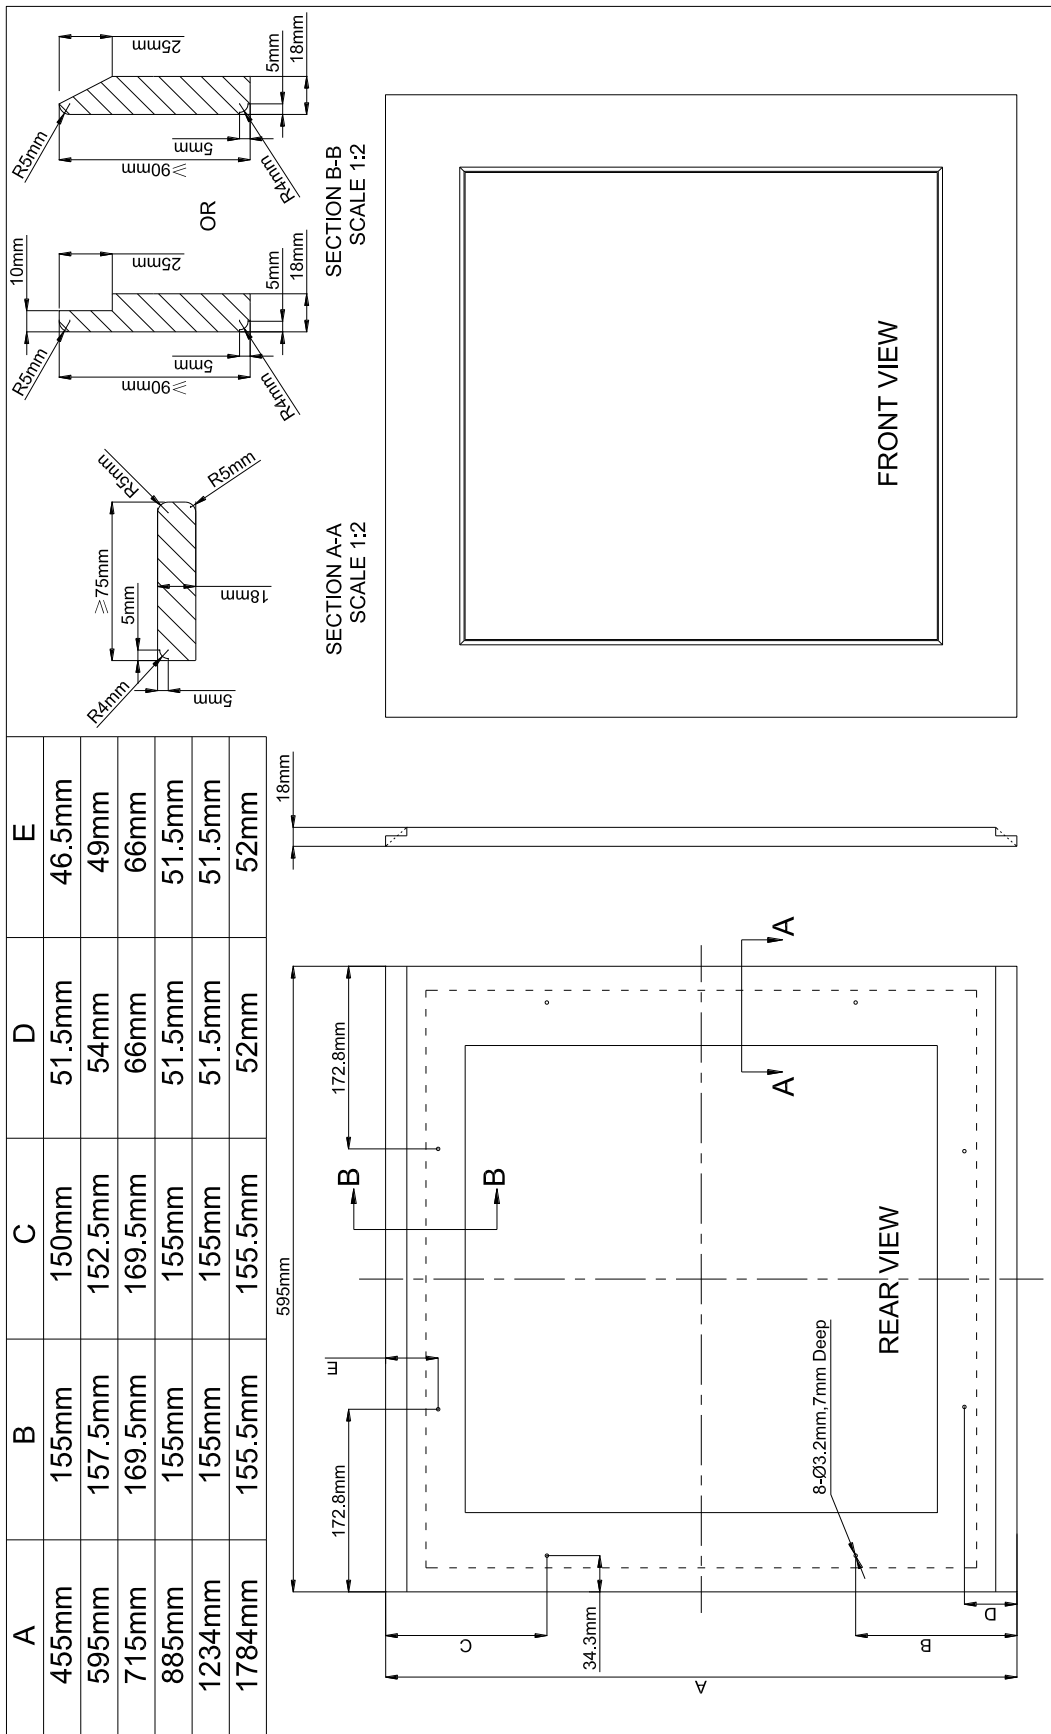 A B C D E
455mm 155mm 150mm 51.5mm 46.5mm
595mm 157.5mm 152.5mm 54mm 49mm
715mm 169.5mm 169.5mm 66mm 66mm
885mm 155mm 155mm 51.5mm 51.5mm
1234mm 155mm 155mm 51.5mm 51.5mm
1784mm 155.5mm 155.5mm 52mm 52mm
R4mm
5mm
5mm
≥75mm
18mm
R5mm
R5mm
SECTION A-A
SCALE 1:2
10mm
R5mm
25mm
≥90mm
5mm
R4mm
5mm
18mm
OR
R5mm
25mm
≥90mm
5mm
R4mm
5mm
18mm
SECTION B-B
SCALE 1:2
595mm
172.8mm
172.8mm
E
B
B
A
A
C
A
34.3mm
B
D
8-Ø3.2mm,7mm Deep
REAR VIEW
18mm
FRONT VIEW